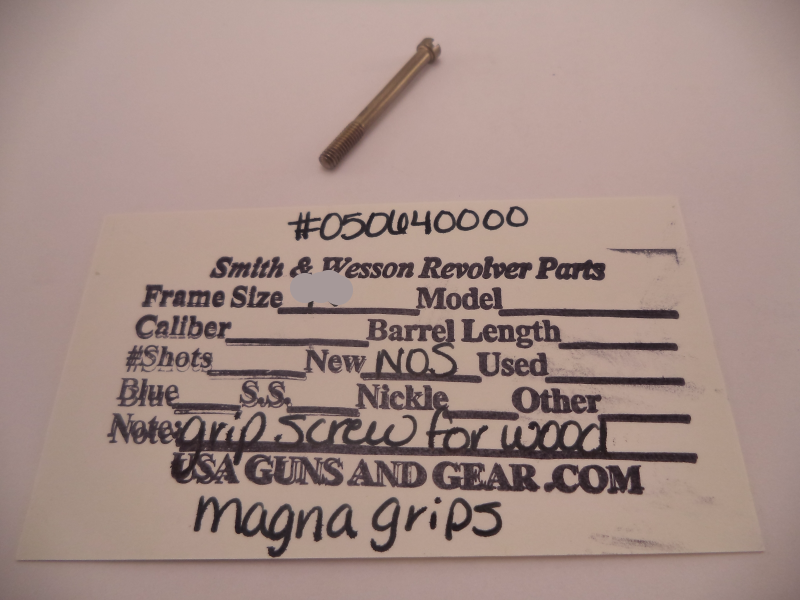 #050640000
Smith & Wesson Revolver Parts
Frame Size Model
Caliber Barrel Length
#Shots New NOS Used
Blue S.S. Nickle Other
Note: grip screw for wood
USA GUNS AND GEAR.COM
magna grips